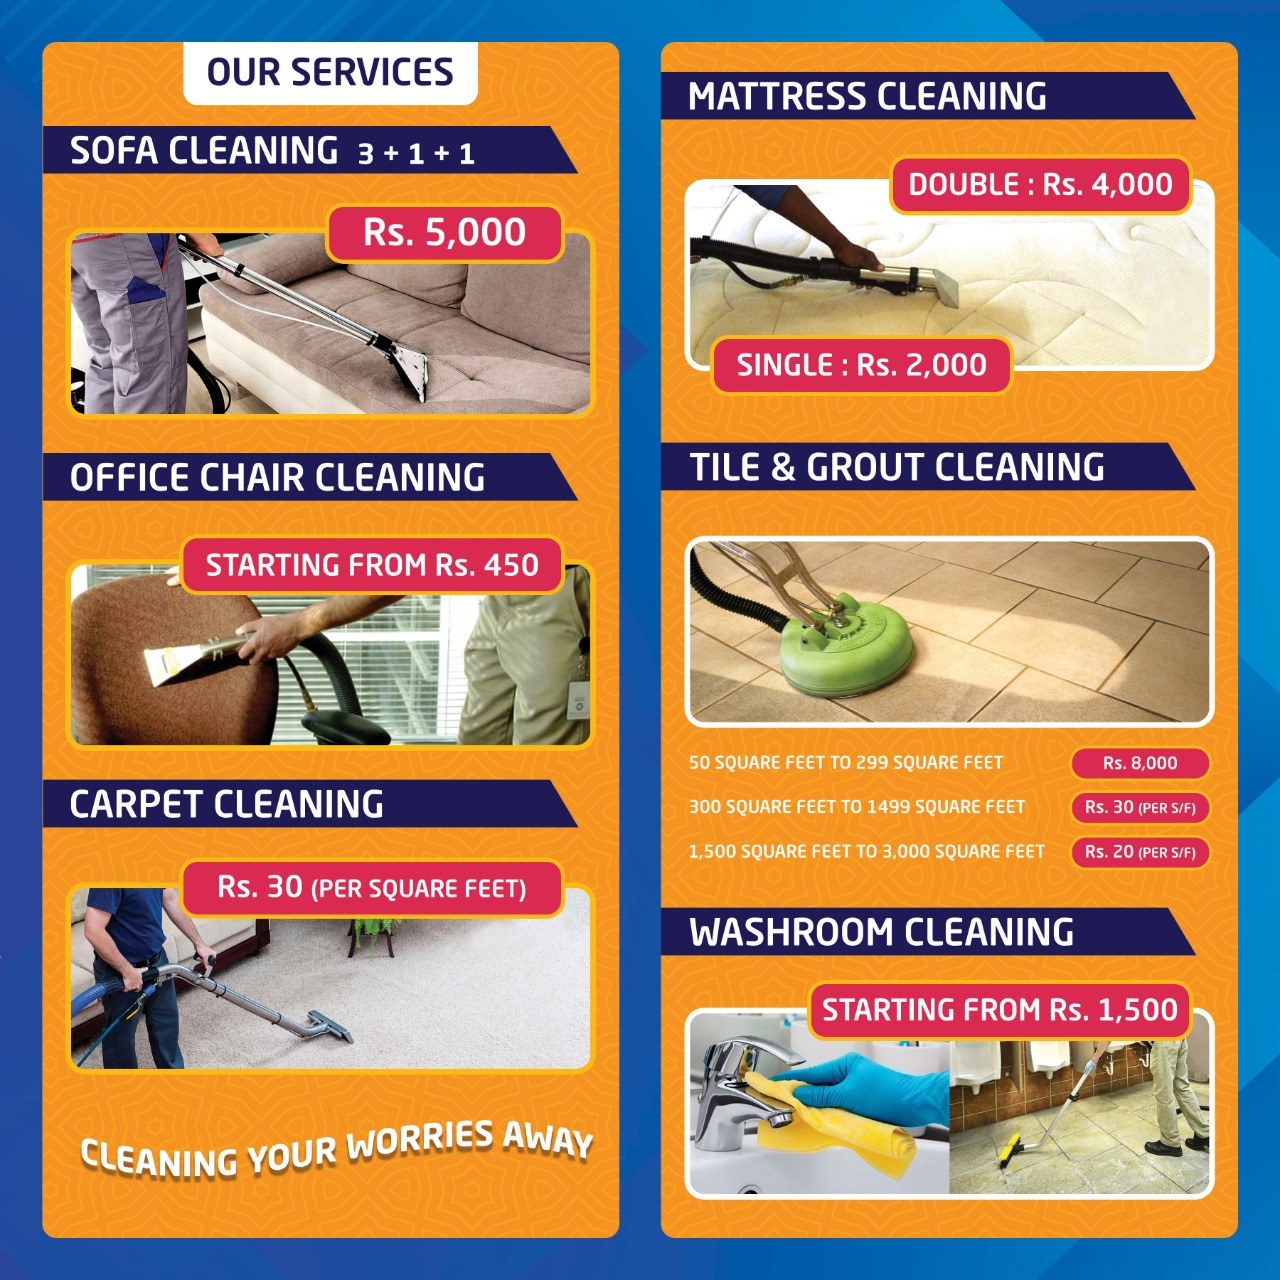 OUR SERVICES
SOFA CLEANING 3 + 1 + 1
Rs. 5,000
OFFICE CHAIR CLEANING
STARTING FROM Rs. 450
CARPET CLEANING
Rs. 30 (PER SQUARE FEET)
CLEANING YOUR WORRIES AWAY
MATTRESS CLEANING
DOUBLE : Rs. 4,000
SINGLE : Rs. 2,000
TILE & GROUT CLEANING
50 SQUARE FEET TO 299 SQUARE FEET Rs. 8,000
300 SQUARE FEET TO 1499 SQUARE FEET Rs. 30 (PER S/F)
1,500 SQUARE FEET TO 3,000 SQUARE FEET Rs. 20 (PER S/F)
WASHROOM CLEANING
STARTING FROM Rs. 1,500